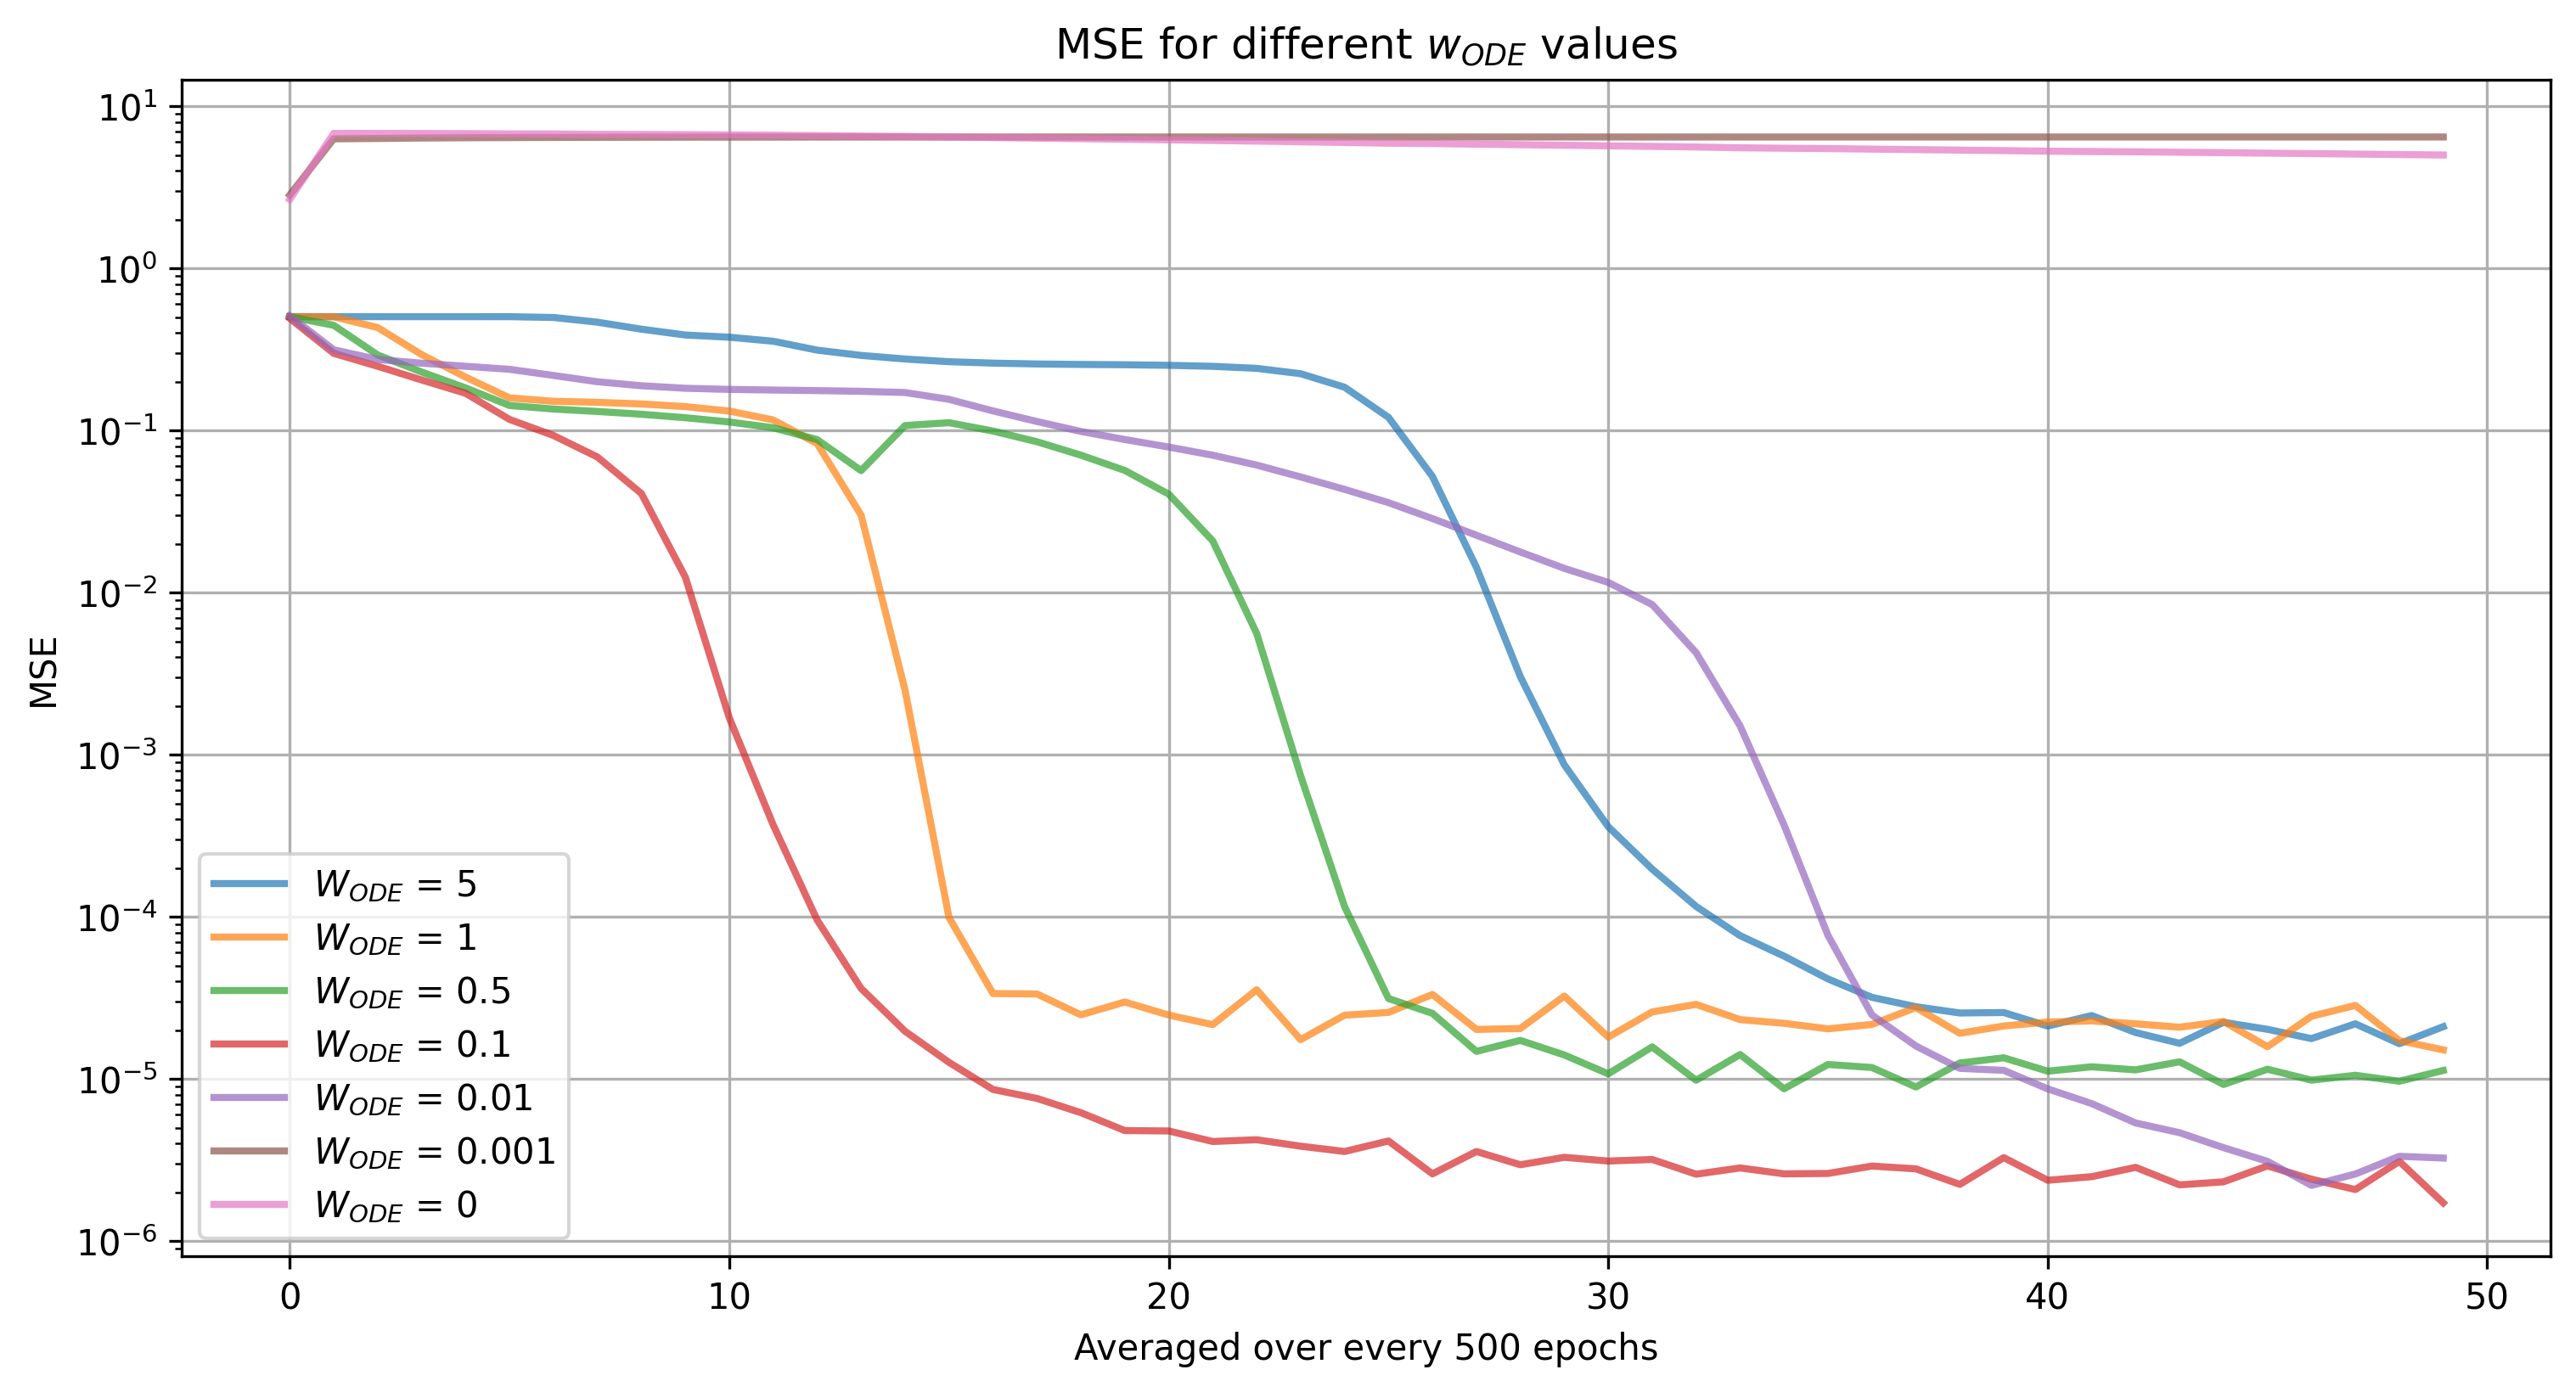 MSE for different w_ODE values
MSE
10^1
10^0
10^−1
10^−2
10^−3
10^−4
10^−5
10^−6
W_ODE = 5
W_ODE = 1
W_ODE = 0.5
W_ODE = 0.1
W_ODE = 0.01
W_ODE = 0.001
W_ODE = 0
0 10 20 30 40 50
Averaged over every 500 epochs